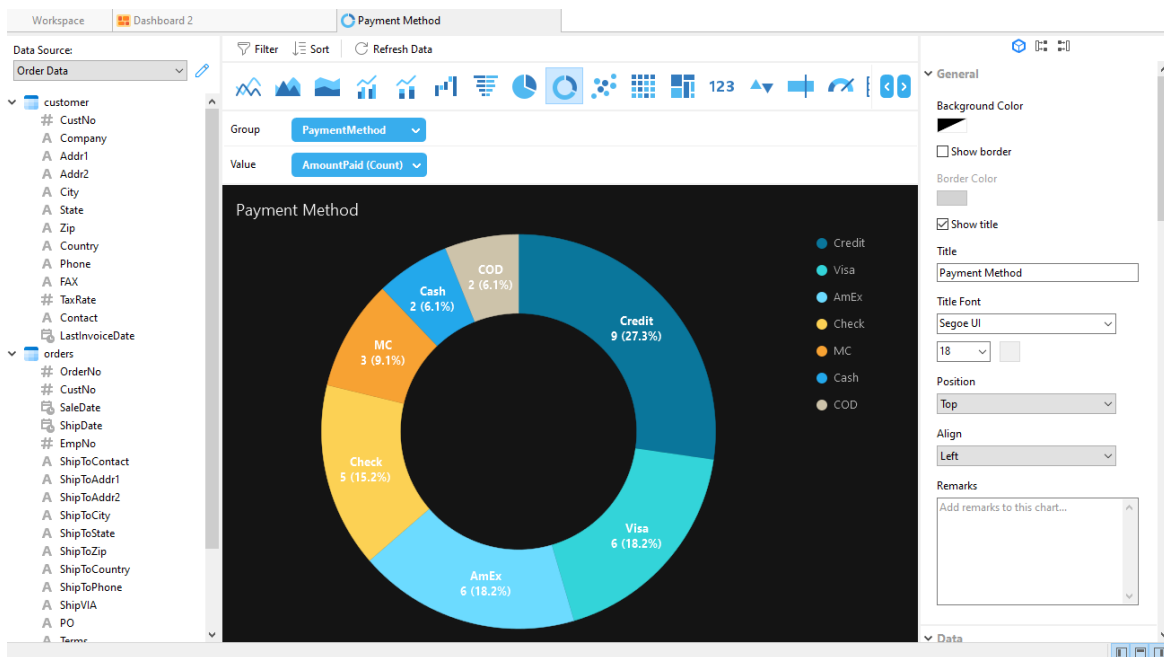 Workspace
Dashboard 2
Payment Method
Data Source:
Order Data
customer
# CustNo
A Company
A Addr1
A Addr2
A City
A State
A Zip
A Country
A Phone
A FAX
# TaxRate
A Contact
LastInvoiceDate
orders
# OrderNo
# CustNo
SaleDate
ShipDate
# EmpNo
A ShipToContact
A ShipToAddr1
A ShipToAddr2
A ShipToCity
A ShipToState
A ShipToZip
A ShipToCountry
A ShipToPhone
A ShipVIA
A PO
A Terms
Filter
Sort
Refresh Data
123
Group
PaymentMethod
Value
AmountPaid (Count)
Payment Method
COD
2 (6.1%)
Cash
2 (6.1%)
Credit
9 (27.3%)
MC
3 (9.1%)
Check
5 (15.2%)
Visa
6 (18.2%)
AmEx
6 (18.2%)
Credit
Visa
AmEx
Check
MC
Cash
COD
General
Background Color
Show border
Border Color
Show title
Title
Payment Method
Title Font
Segoe UI
18
Position
Top
Align
Left
Remarks
Add remarks to this chart...
Data